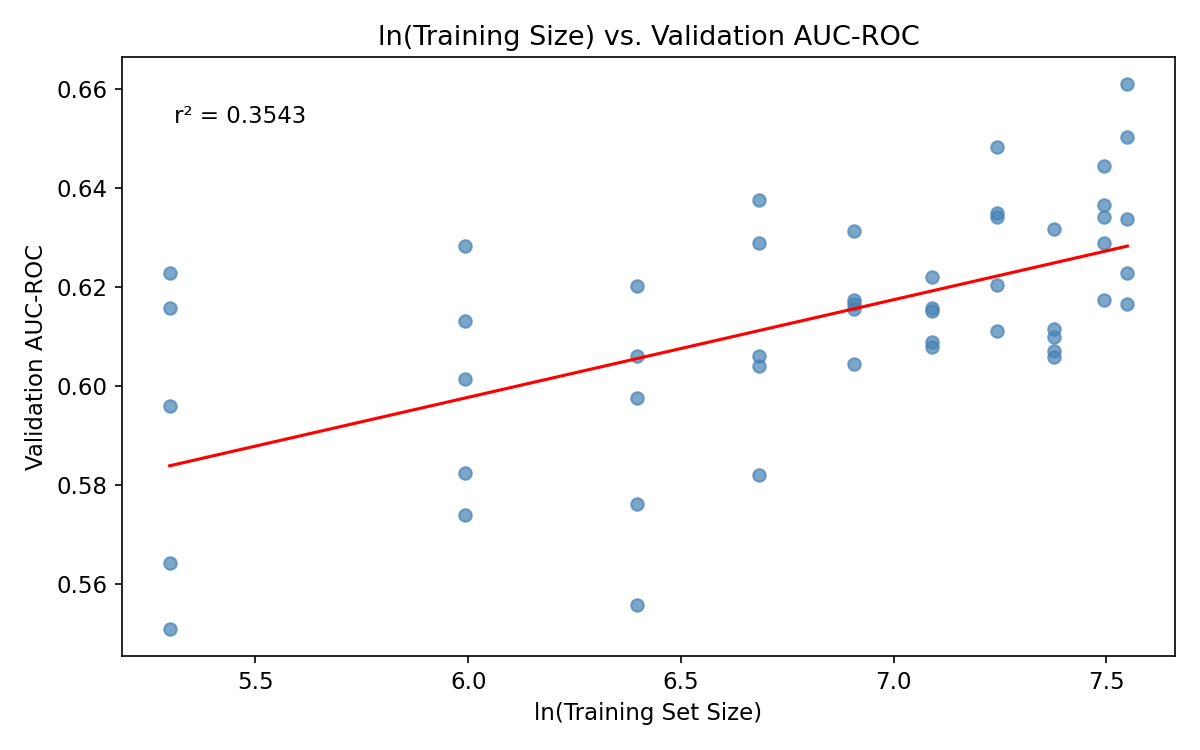 ln(Training Size) vs. Validation AUC-ROC
r² = 0.3543
Validation AUC-ROC
0.66
0.64
0.62
0.60
0.58
0.56
5.5
6.0
6.5
7.0
7.5
ln(Training Set Size)